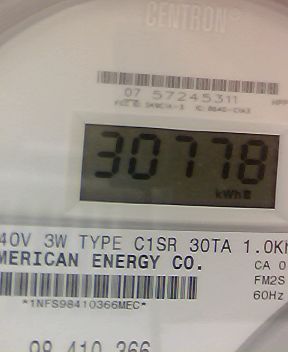 CENTRON®
07 57245311
30778
kWh
40V 3W TYPE C1SR 30TA 1.0K
MERICAN ENERGY CO.
CA 0
FM2S
60Hz
*1NFS98410366MEC*
98 410 366